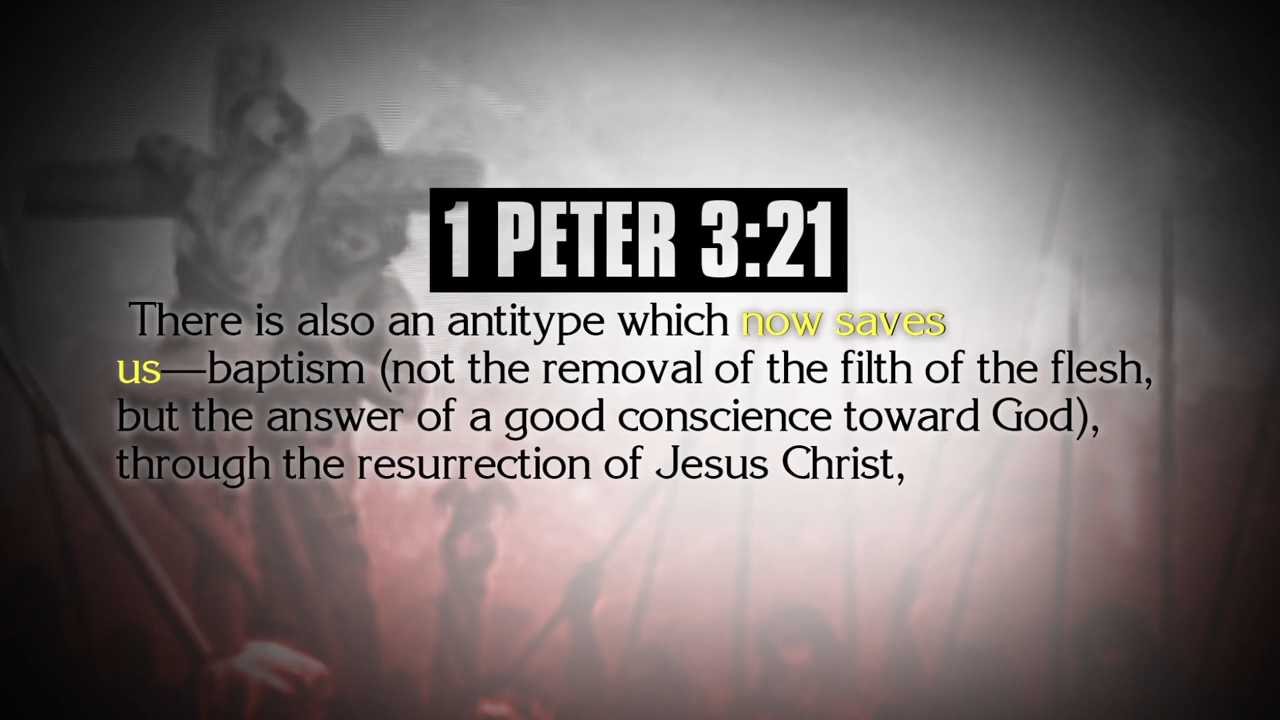 1 PETER 3:21
There is also an antitype which now saves
us—baptism (not the removal of the filth of the flesh,
but the answer of a good conscience toward God),
through the resurrection of Jesus Christ,